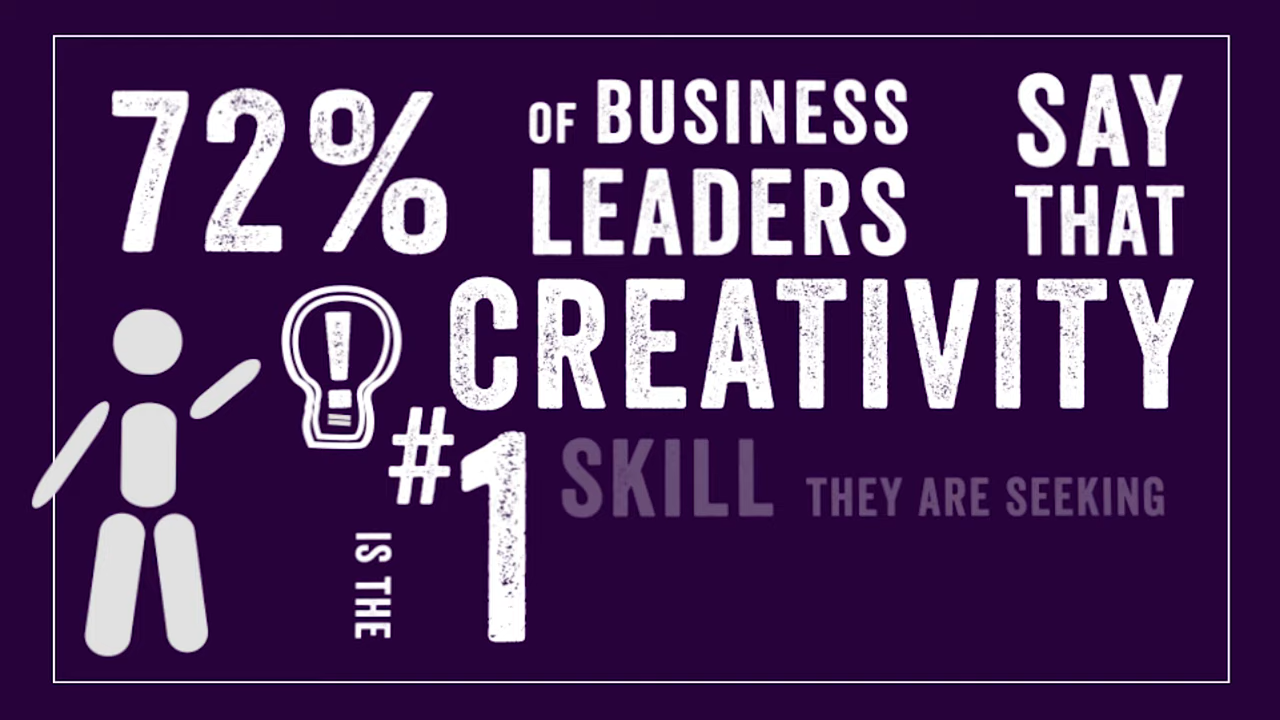 72% OF BUSINESS LEADERS SAY THAT
CREATIVITY
IS THE
#1 SKILL THEY ARE SEEKING